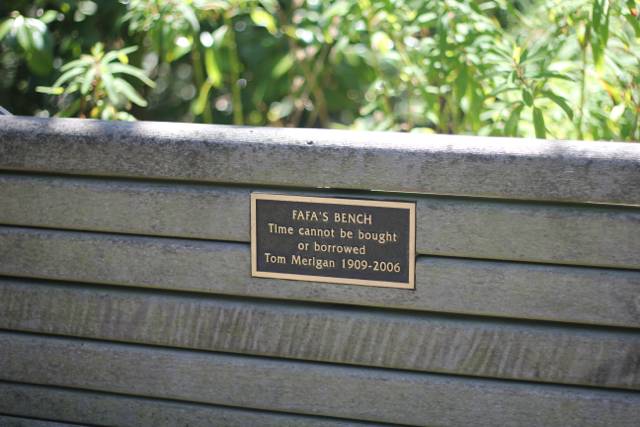 FAFA'S BENCH
Time cannot be bought
or borrowed
Tom Merigan 1909-2006